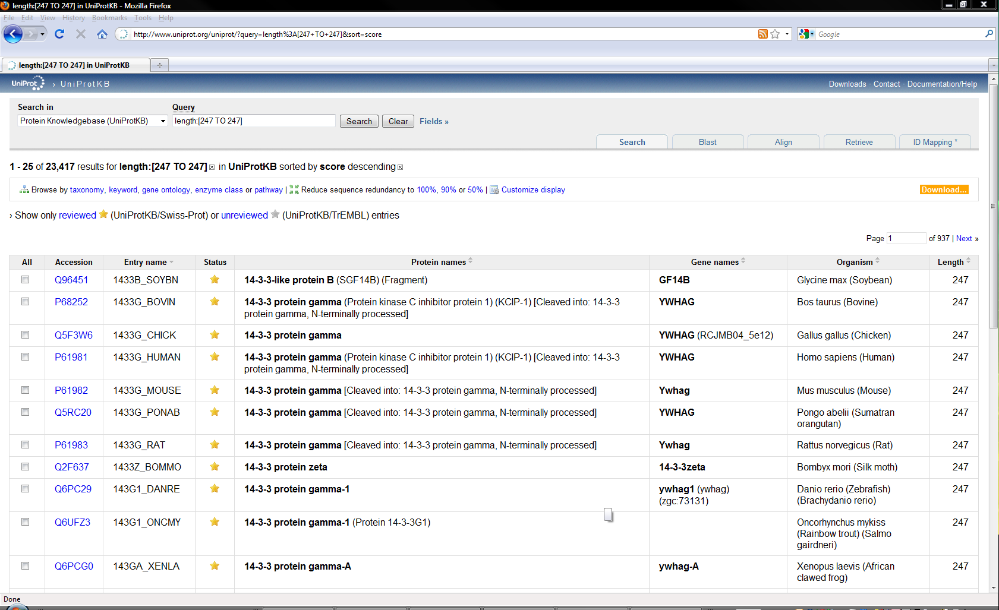 length:[247 TO 247] in UniProtKB - Mozilla Firefox
File Edit View History Bookmarks Tools Help
http://www.uniprot.org/uniprot/?query=length%3A[247+TO+247]&sort=score
Google
length:[247 TO 247] in UniProtKB
UniProt › UniProtKB
Downloads · Contact · Documentation/Help
Search in Query
Protein Knowledgebase (UniProtKB) length:[247 TO 247] Search Clear Fields »
Search Blast Align Retrieve ID Mapping *
1 - 25 of 23,417 results for length:[247 TO 247] in UniProtKB sorted by score descending
Browse by taxonomy, keyword, gene ontology, enzyme class or pathway | Reduce sequence redundancy to 100%, 90% or 50% | Customize display Download...
› Show only reviewed (UniProtKB/Swiss-Prot) or unreviewed (UniProtKB/TrEMBL) entries
Page 1 of 937 | Next »
All Accession Entry name Status Protein names Gene names Organism Length
Q96451 1433B_SOYBN 14-3-3-like protein B (SGF14B) (Fragment) GF14B Glycine max (Soybean) 247
P68252 1433G_BOVIN 14-3-3 protein gamma (Protein kinase C inhibitor protein 1) (KCIP-1) [Cleaved into: 14-3-3 YWHAG Bos taurus (Bovine) 247
protein gamma, N-terminally processed]
Q5F3W6 1433G_CHICK 14-3-3 protein gamma YWHAG (RCJMB04_5e12) Gallus gallus (Chicken) 247
P61981 1433G_HUMAN 14-3-3 protein gamma (Protein kinase C inhibitor protein 1) (KCIP-1) [Cleaved into: 14-3-3 YWHAG Homo sapiens (Human) 247
protein gamma, N-terminally processed]
P61982 1433G_MOUSE 14-3-3 protein gamma [Cleaved into: 14-3-3 protein gamma, N-terminally processed] Ywhag Mus musculus (Mouse) 247
Q5RC20 1433G_PONAB 14-3-3 protein gamma [Cleaved into: 14-3-3 protein gamma, N-terminally processed] YWHAG Pongo abelii (Sumatran 247
orangutan)
P61983 1433G_RAT 14-3-3 protein gamma [Cleaved into: 14-3-3 protein gamma, N-terminally processed] Ywhag Rattus norvegicus (Rat) 247
Q2F637 1433Z_BOMMO 14-3-3 protein zeta 14-3-3zeta Bombyx mori (Silk moth) 247
Q6PC29 143G1_DANRE 14-3-3 protein gamma-1 ywhag1 (ywhag) Danio rerio (Zebrafish) 247
(zgc:73131) (Brachydanio rerio)
Q6UFZ3 143G1_ONCMY 14-3-3 protein gamma-1 (Protein 14-3-3G1) Oncorhynchus mykiss 247
(Rainbow trout) (Salmo
gairdneri)
Q6PCG0 143GA_XENLA 14-3-3 protein gamma-A ywhag-A Xenopus laevis (African 247
clawed frog)
Done